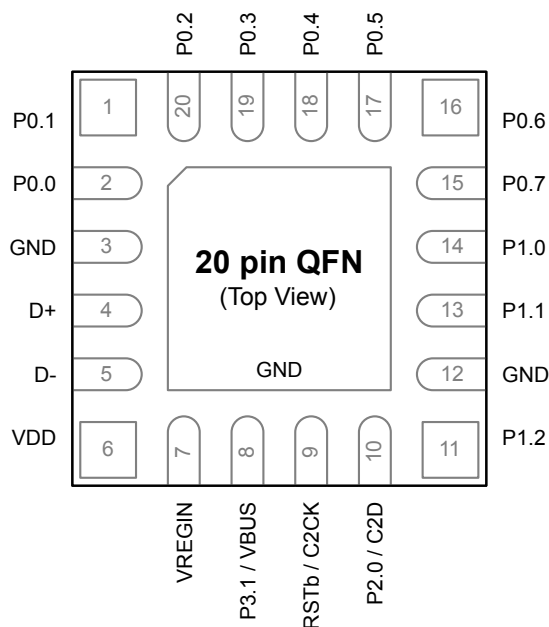 P0.2
P0.3
P0.4
P0.5
20
19
18
17
P0.1
1
16
P0.6
P0.0
2
15
P0.7
GND
3
14
P1.0
20 pin QFN
(Top View)
D+
4
13
P1.1
D-
5
GND
12
GND
VDD
6
11
P1.2
7
8
9
10
VREGIN
P3.1 / VBUS
RSTb / C2CK
P2.0 / C2D